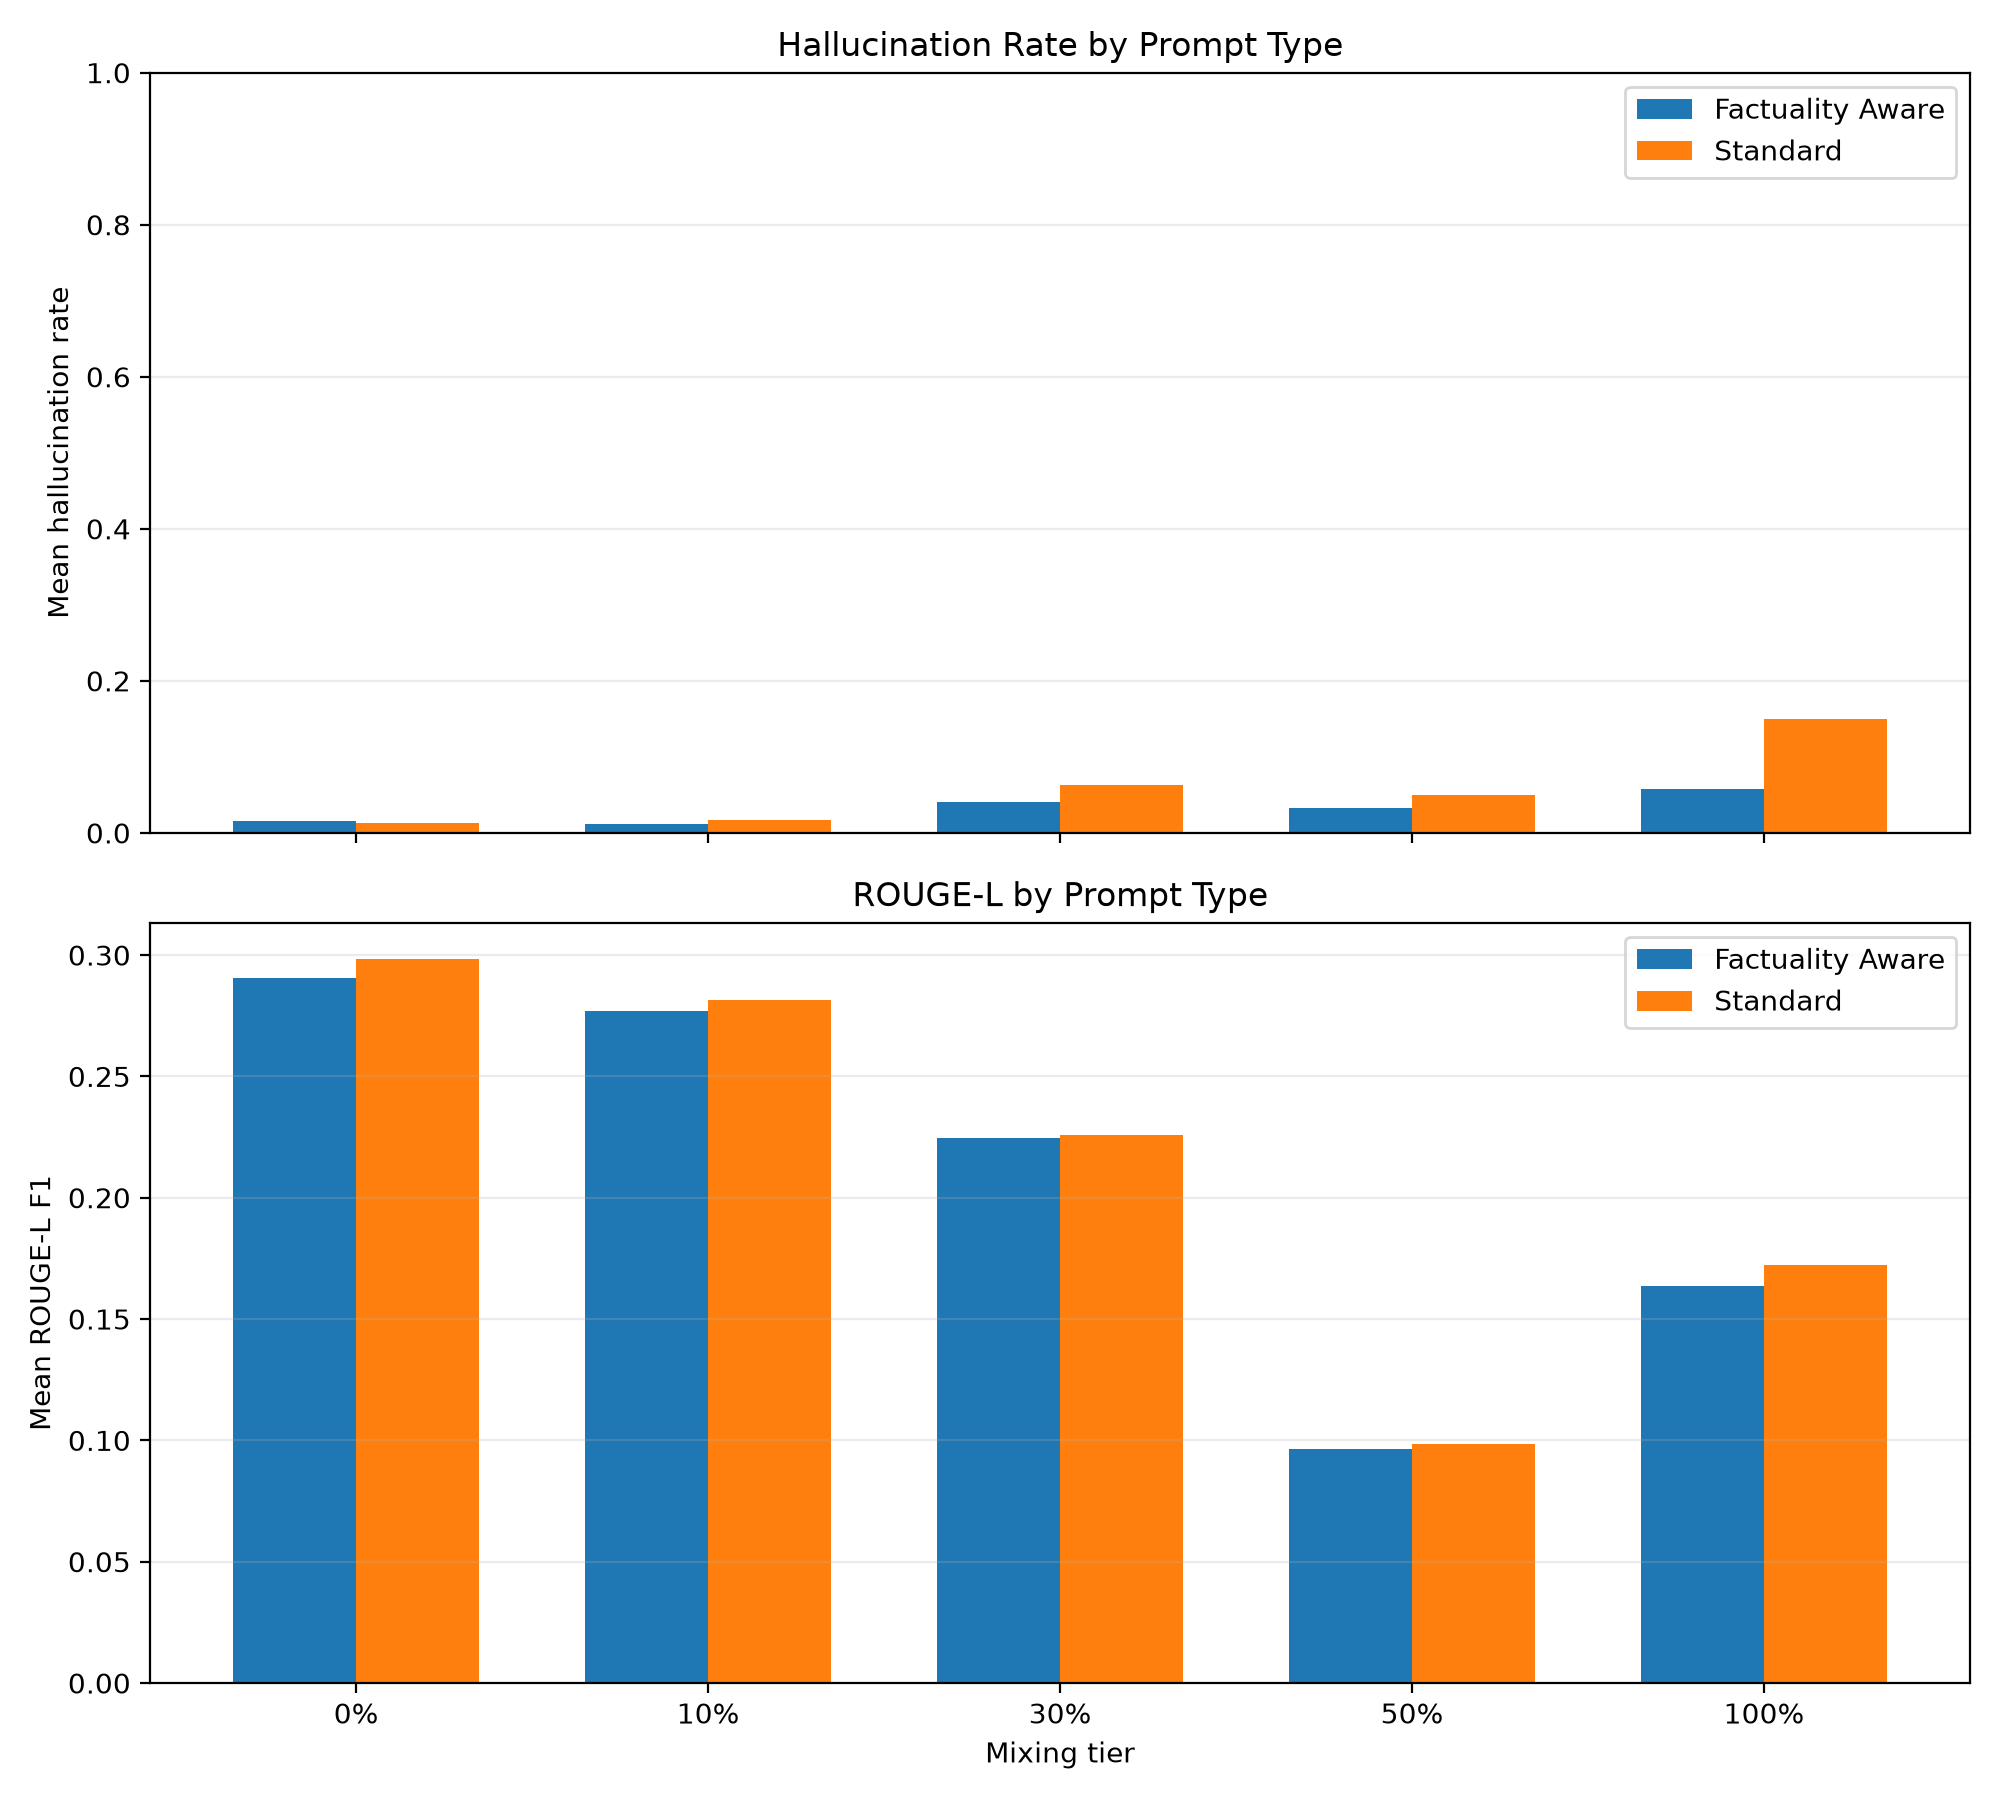 Hallucination Rate by Prompt Type
Factuality Aware
Standard
Mean hallucination rate
1.0
0.8
0.6
0.4
0.2
0.0
ROUGE-L by Prompt Type
Factuality Aware
Standard
Mean ROUGE-L F1
0.30
0.25
0.20
0.15
0.10
0.05
0.00
0% 10% 30% 50% 100%
Mixing tier